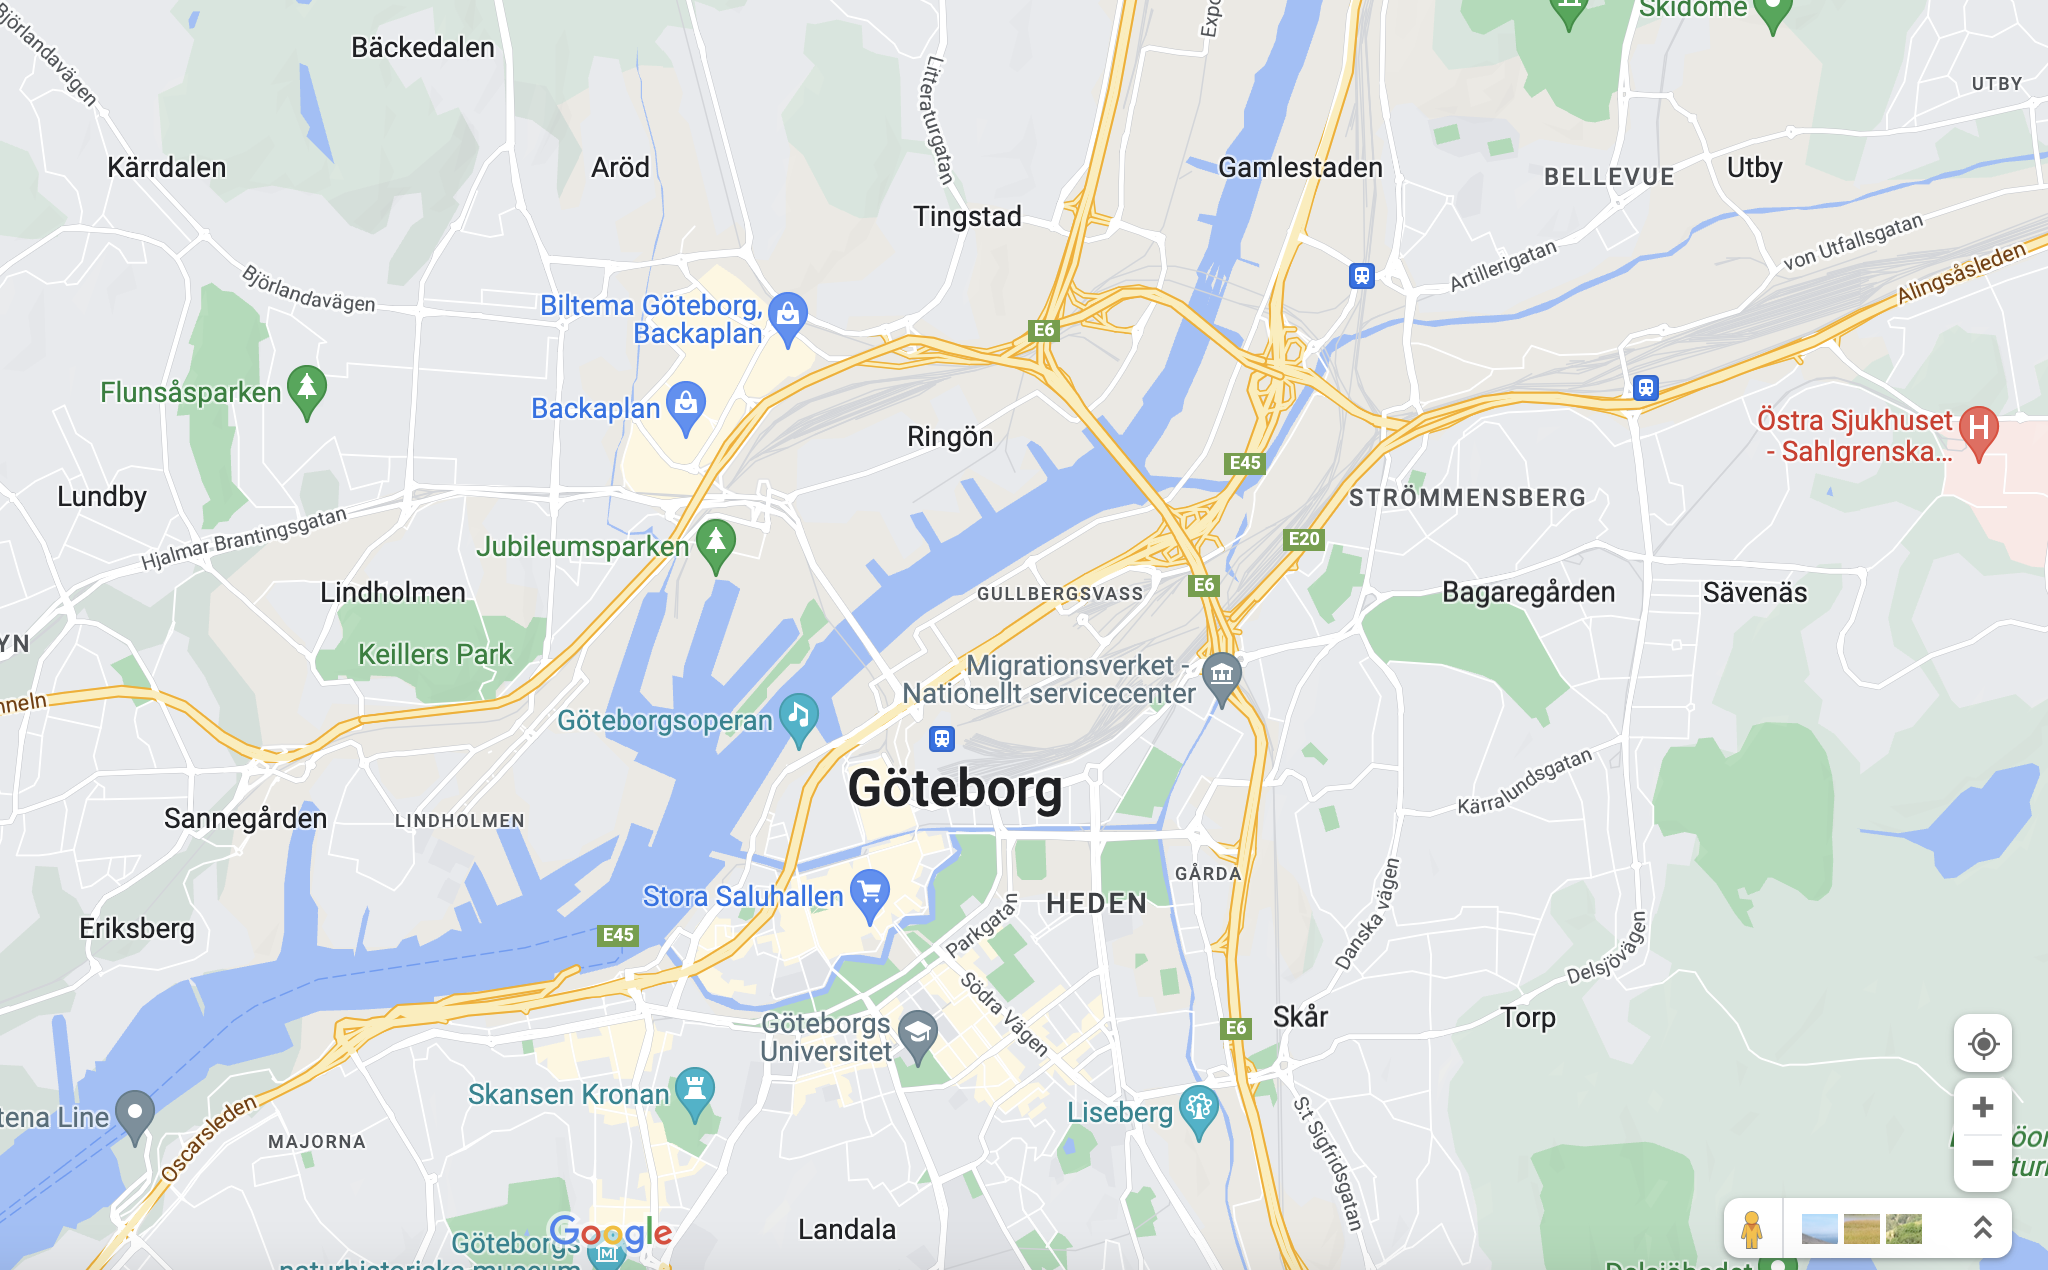 Björlandavägen
Bäckedalen
Litteraturgatan
Skidome
UTBY
Kärrdalen
Aröd
Gamlestaden
BELLEVUE
Utby
Tingstad
Björlandavägen
Artillerigatan
von Utfallsgatan
Alingsåsleden
Biltema Göteborg,
Backaplan
E6
Flunsåsparken
Backaplan
Östra Sjukhuset
- Sahlgrenska...
H
Ringön
E45
Lundby
STRÖMMENSBERG
Hjalmar Brantingsgatan
Jubileumsparken
E20
Lindholmen
GULLBERGSVASS
E6
Bagaregården
Sävenäs
Keillers Park
Migrationsverket -
Nationellt servicecenter
Göteborgsoperan
Göteborg
Kärralundsgatan
Sannegården
LINDHOLMEN
GÅRDA
Stora Saluhallen
HEDEN
Danska vägen
Eriksberg
E45
Parkgatan
Delsjövägen
Södra Vägen
Göteborgs
Universitet
E6
Skår
Torp
Skansen Kronan
Liseberg
tena Line
Oscarsleden
MAJORNA
S:t Sigfridsgatan
Landala
Google
Göteborgs
naturhistoriska museum
Delsjöbadet